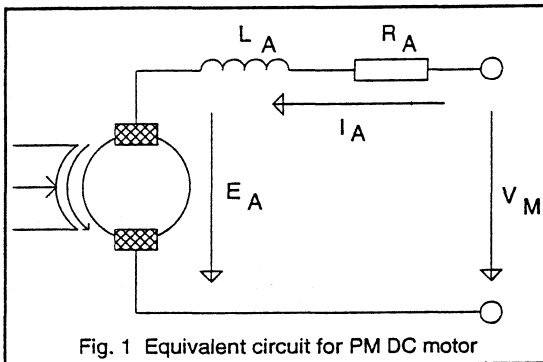 L A
R A
I A
E A
V M
Fig. 1 Equivalent circuit for PM DC motor